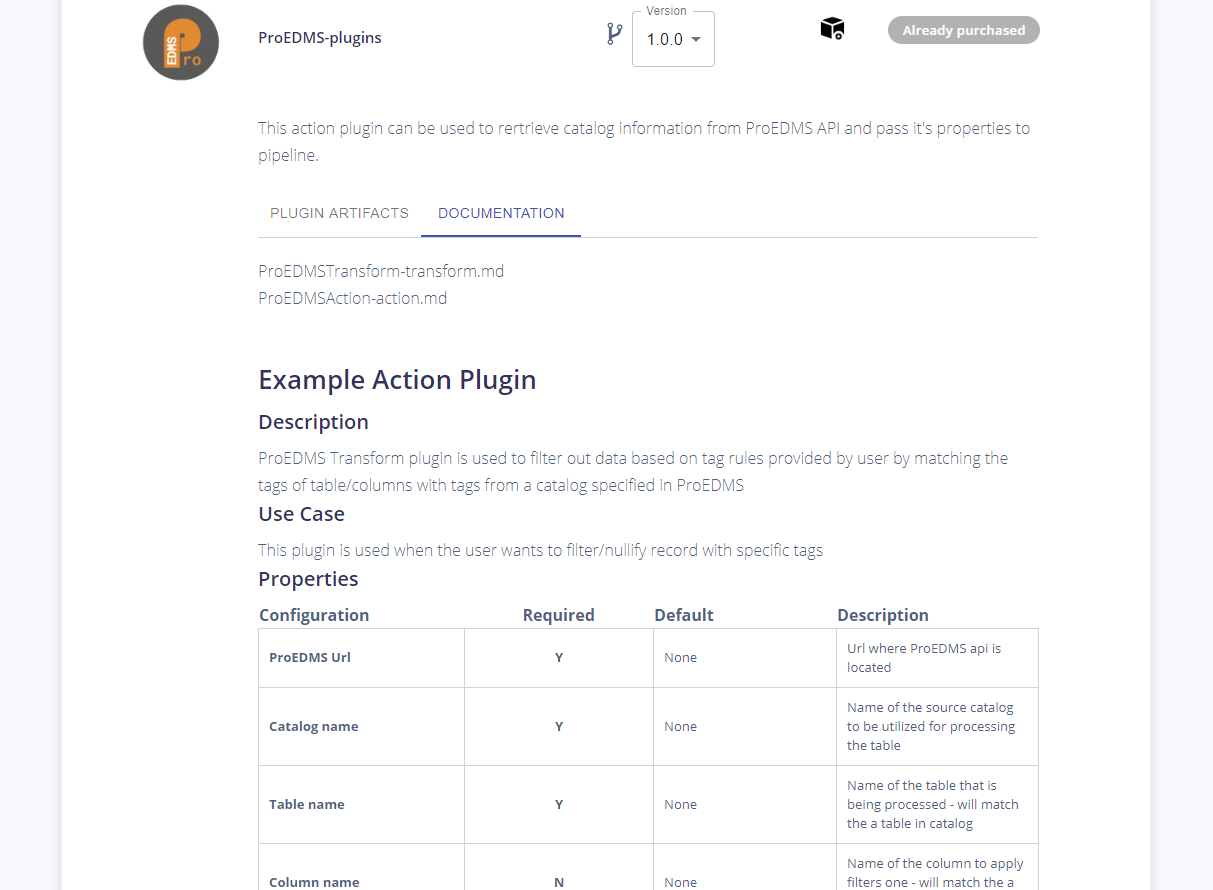 EDMS
Pro
ProEDMS-plugins
Version
1.0.0
Already purchased
This action plugin can be used to rertrieve catalog information from ProEDMS API and pass it's properties to
pipeline.
PLUGIN ARTIFACTS
DOCUMENTATION
ProEDMSTransform-transform.md
ProEDMSAction-action.md
Example Action Plugin
Description
ProEDMS Transform plugin is used to filter out data based on tag rules provided by user by matching the
tags of table/columns with tags from a catalog specified in ProEDMS
Use Case
This plugin is used when the user wants to filter/nullify record with specific tags
Properties
Configuration Required Default Description
ProEDMS Url Y None Url where ProEDMS api is
located
Catalog name Y None Name of the source catalog
to be utilized for processing
the table
Table name Y None Name of the table that is
being processed - will match
the a table in catalog
Column name N None Name of the column to apply
filters one - will match the a